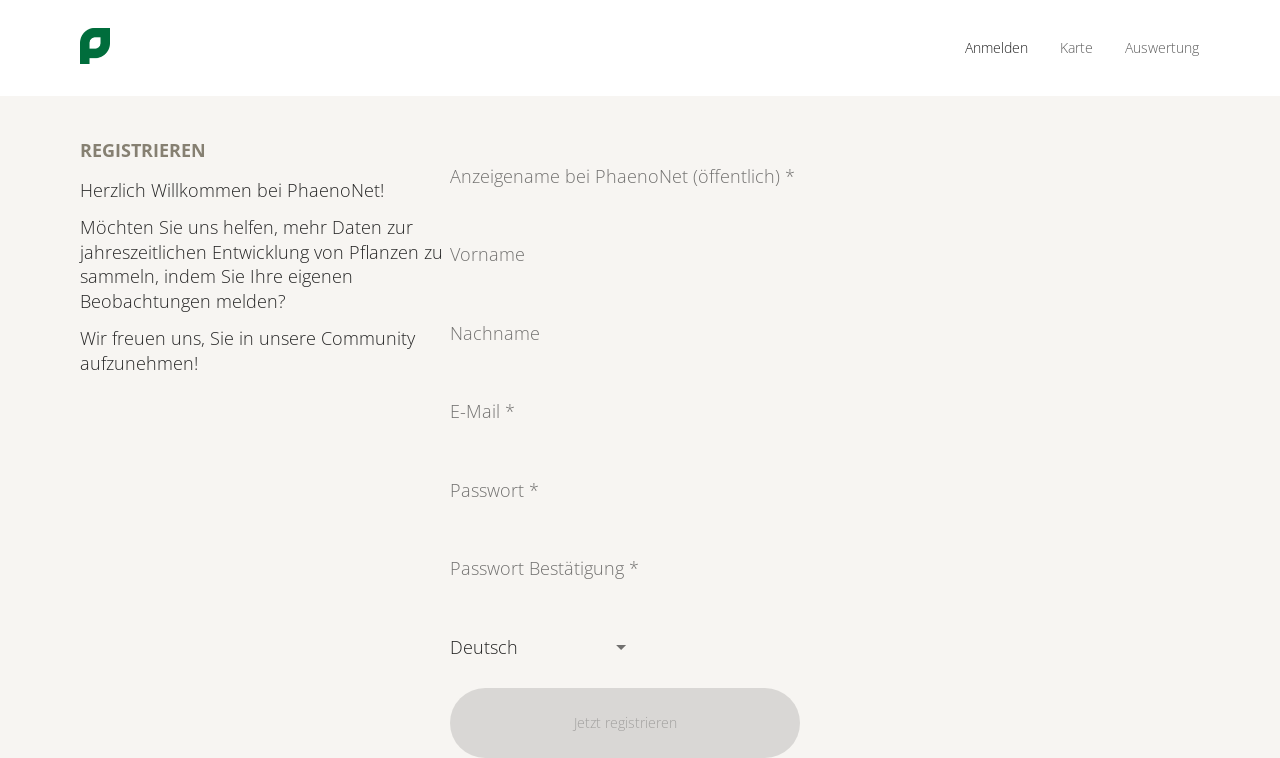 Anmelden
Karte
Auswertung
REGISTRIEREN
Herzlich Willkommen bei PhaenoNet!
Möchten Sie uns helfen, mehr Daten zur
jahreszeitlichen Entwicklung von Pflanzen zu
sammeln, indem Sie Ihre eigenen
Beobachtungen melden?
Wir freuen uns, Sie in unsere Community
aufzunehmen!
Anzeigename bei PhaenoNet (öffentlich) *
Vorname
Nachname
E-Mail *
Passwort *
Passwort Bestätigung *
Deutsch
Jetzt registrieren